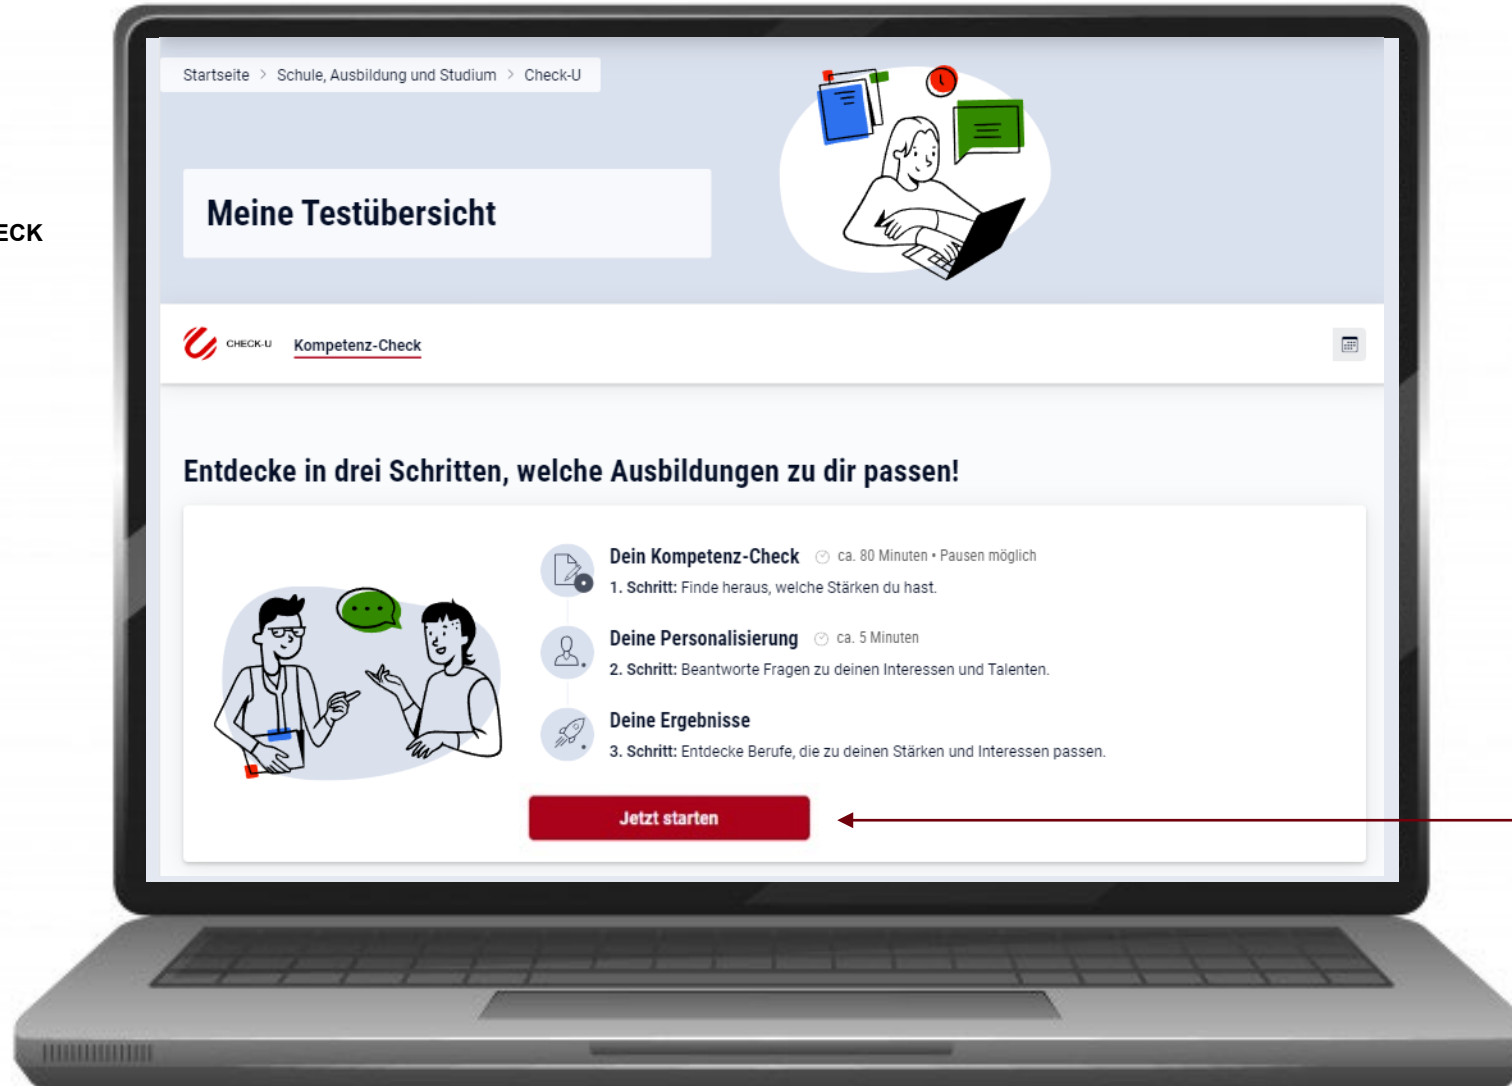 Startseite > Schule, Ausbildung und Studium > Check-U
Meine Testübersicht
ECK
CHECK-U Kompetenz-Check
Entdecke in drei Schritten, welche Ausbildungen zu dir passen!
Dein Kompetenz-Check ca. 80 Minuten • Pausen möglich
1. Schritt: Finde heraus, welche Stärken du hast.
Deine Personalisierung ca. 5 Minuten
2. Schritt: Beantworte Fragen zu deinen Interessen und Talenten.
Deine Ergebnisse
3. Schritt: Entdecke Berufe, die zu deinen Stärken und Interessen passen.
Jetzt starten